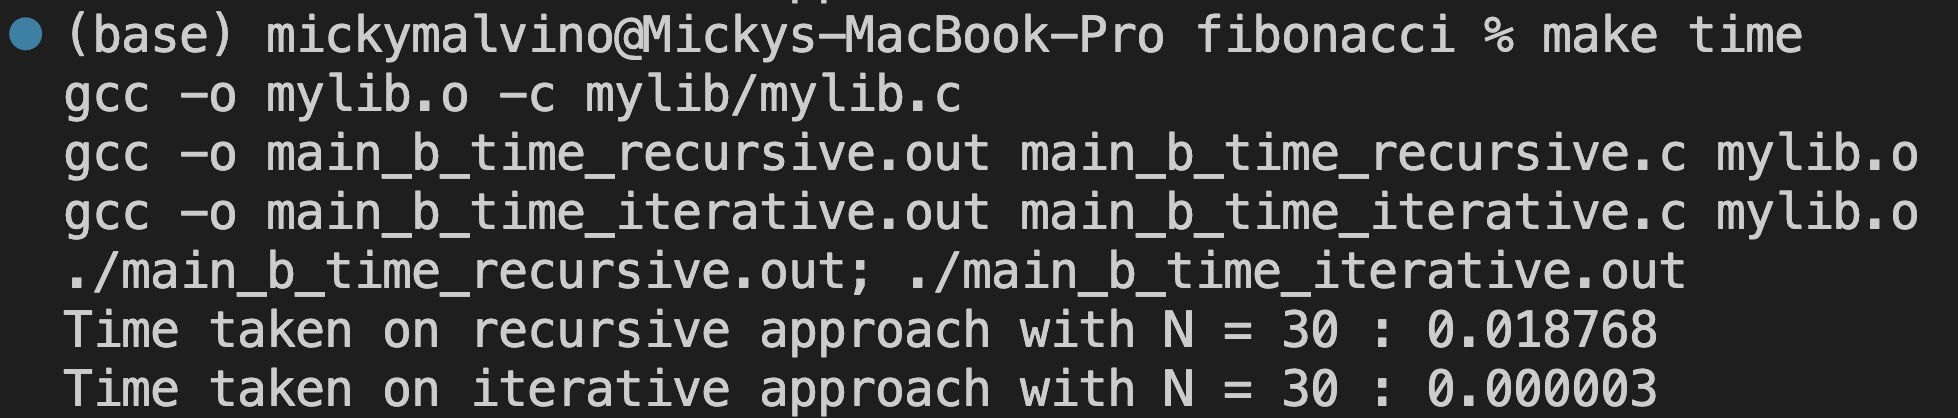 (base) mickymalvino@Mickys-MacBook-Pro fibonacci % make time
gcc -o mylib.o -c mylib/mylib.c
gcc -o main_b_time_recursive.out main_b_time_recursive.c mylib.o
gcc -o main_b_time_iterative.out main_b_time_iterative.c mylib.o
./main_b_time_recursive.out; ./main_b_time_iterative.out
Time taken on recursive approach with N = 30 : 0.018768
Time taken on iterative approach with N = 30 : 0.000003